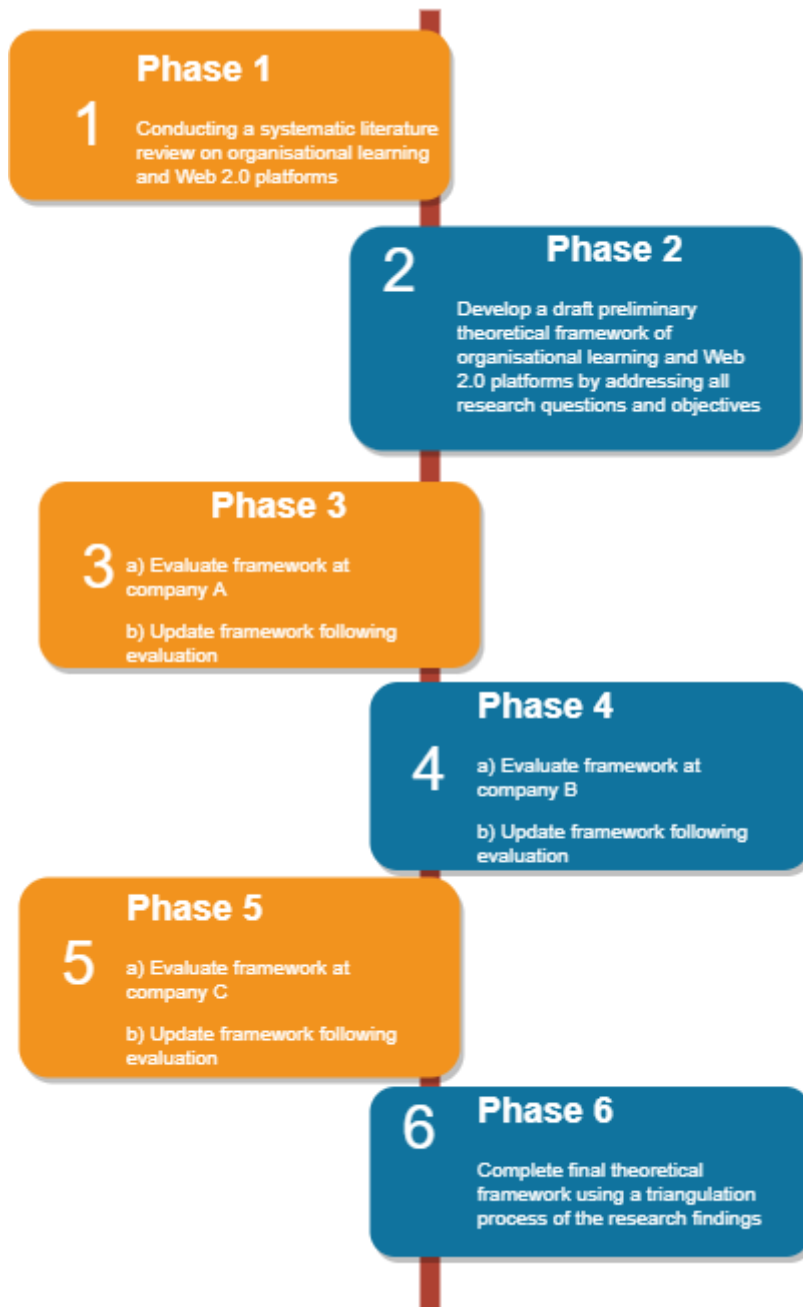 Phase 1
1
Conducting a systematic literature
review on organisational learning
and Web 2.0 platforms
Phase 2
2
Develop a draft preliminary
theoretical framework of
organisational learning and Web
2.0 platforms by addressing all
research questions and objectives
Phase 3
3
a) Evaluate framework at
company A
b) Update framework following
evaluation
Phase 4
4
a) Evaluate framework at
company B
b) Update framework following
evaluation
Phase 5
5
a) Evaluate framework at
company C
b) Update framework following
evaluation
Phase 6
6
Complete final theoretical
framework using a triangulation
process of the research findings